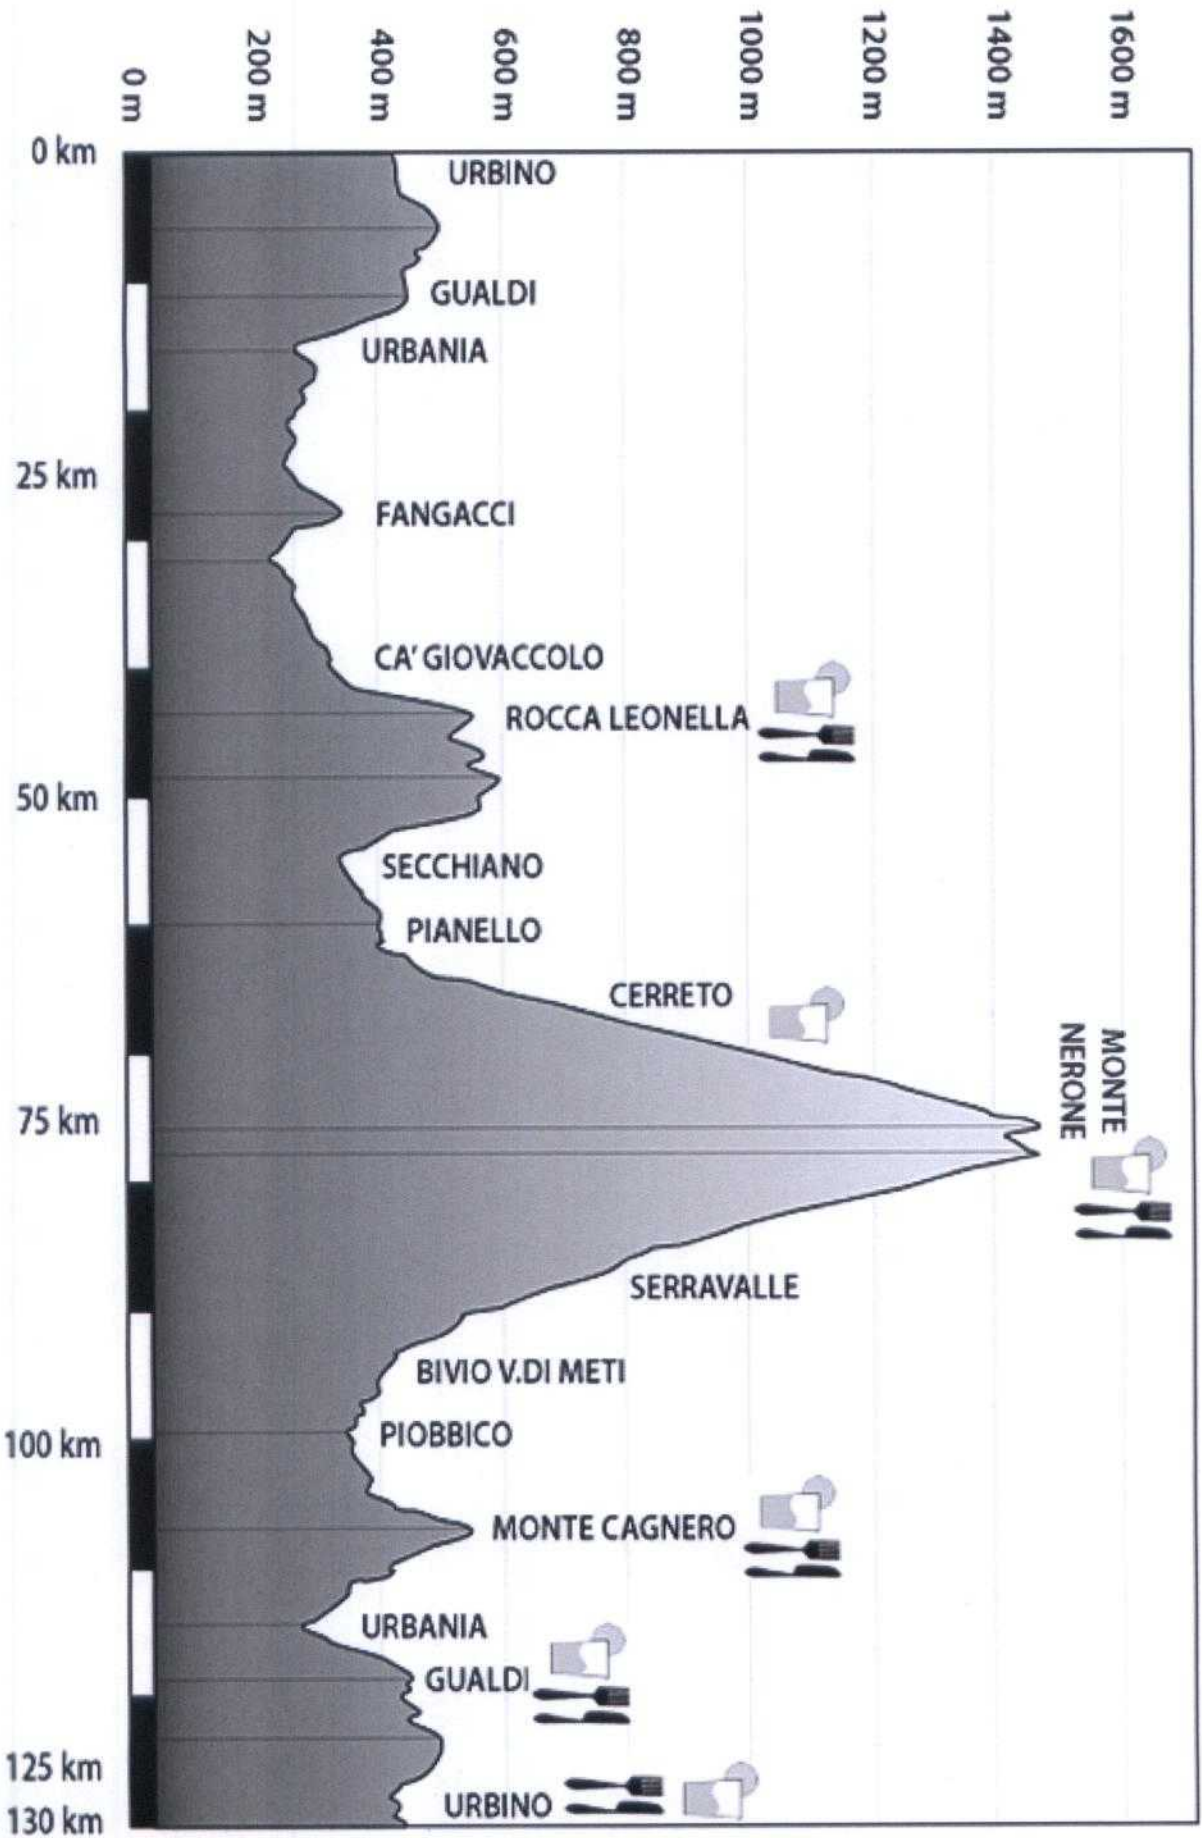 0 m
200 m
400 m
600 m
800 m
1000 m
1200 m
1400 m
1600 m
0 km
URBINO
GUALDI
URBANIA
25 km
FANGACCI
CA' GIOVACCOLO
ROCCA LEONELLA
50 km
SECCHIANO
PIANELLO
CERRETO
MONTE
NERONE
75 km
SERRAVALLE
BIVIO V.DI METI
PIOBBICO
100 km
MONTE CAGNERO
URBANIA
GUALDI
125 km
URBINO
130 km